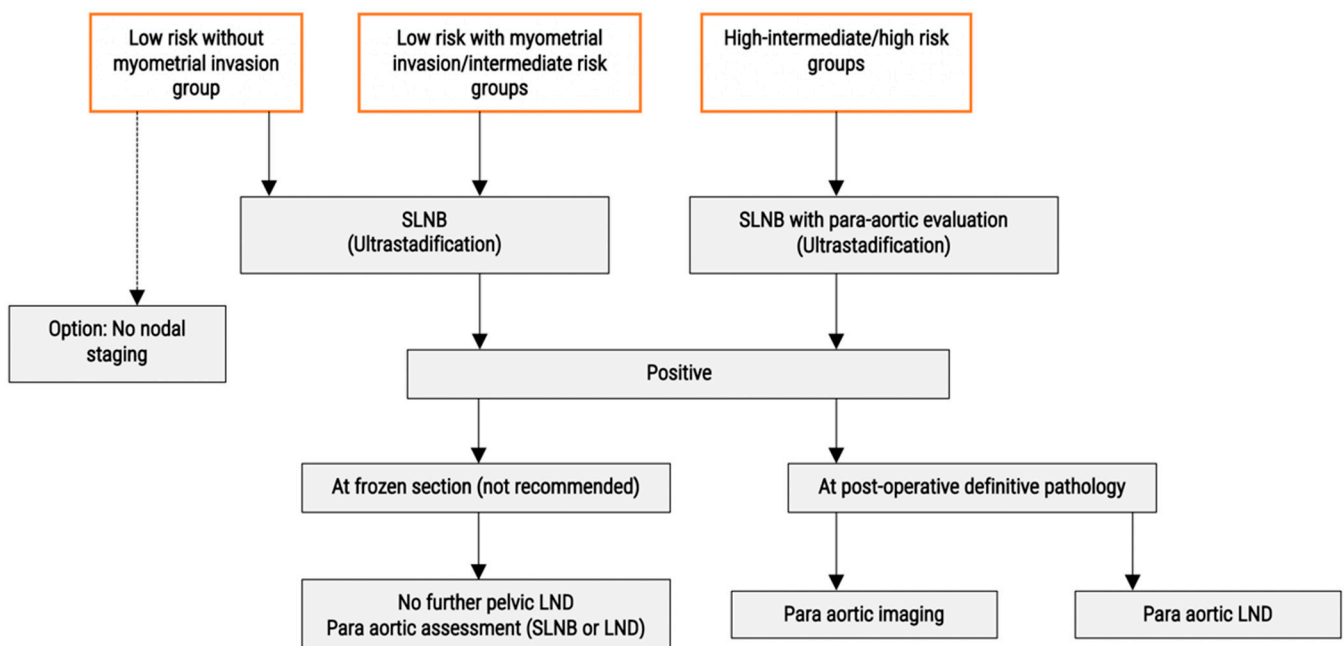 Low risk without
myometrial invasion
group
Low risk with myometrial
invasion/intermediate risk
groups
High-intermediate/high risk
groups
SLNB
(Ultrastadification)
SLNB with para-aortic evaluation
(Ultrastadification)
Option: No nodal
staging
Positive
At frozen section (not recommended)
At post-operative definitive pathology
No further pelvic LND
Para aortic assessment (SLNB or LND)
Para aortic imaging
Para aortic LND